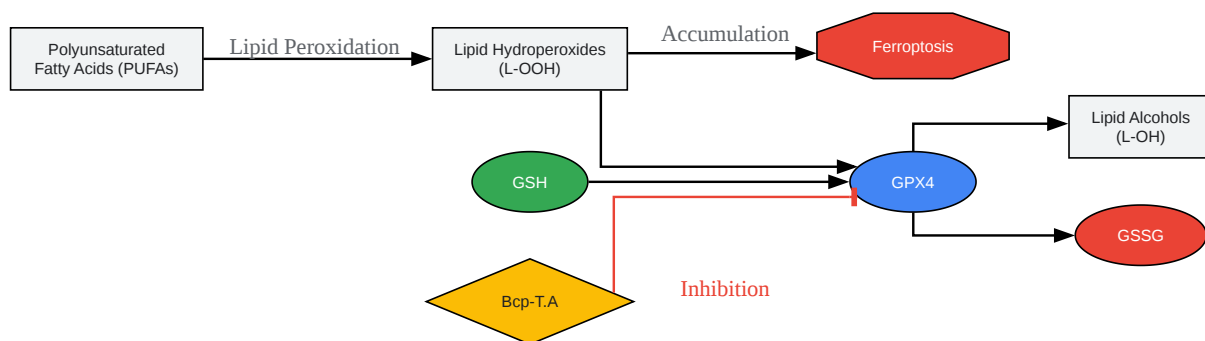 Polyunsaturated
Fatty Acids (PUFAs)
Lipid Peroxidation
Lipid Hydroperoxides
(L-OOH)
Accumulation
Ferroptosis
Lipid Alcohols
(L-OH)
GSH
GPX4
GSSG
Bcp-T.A
Inhibition